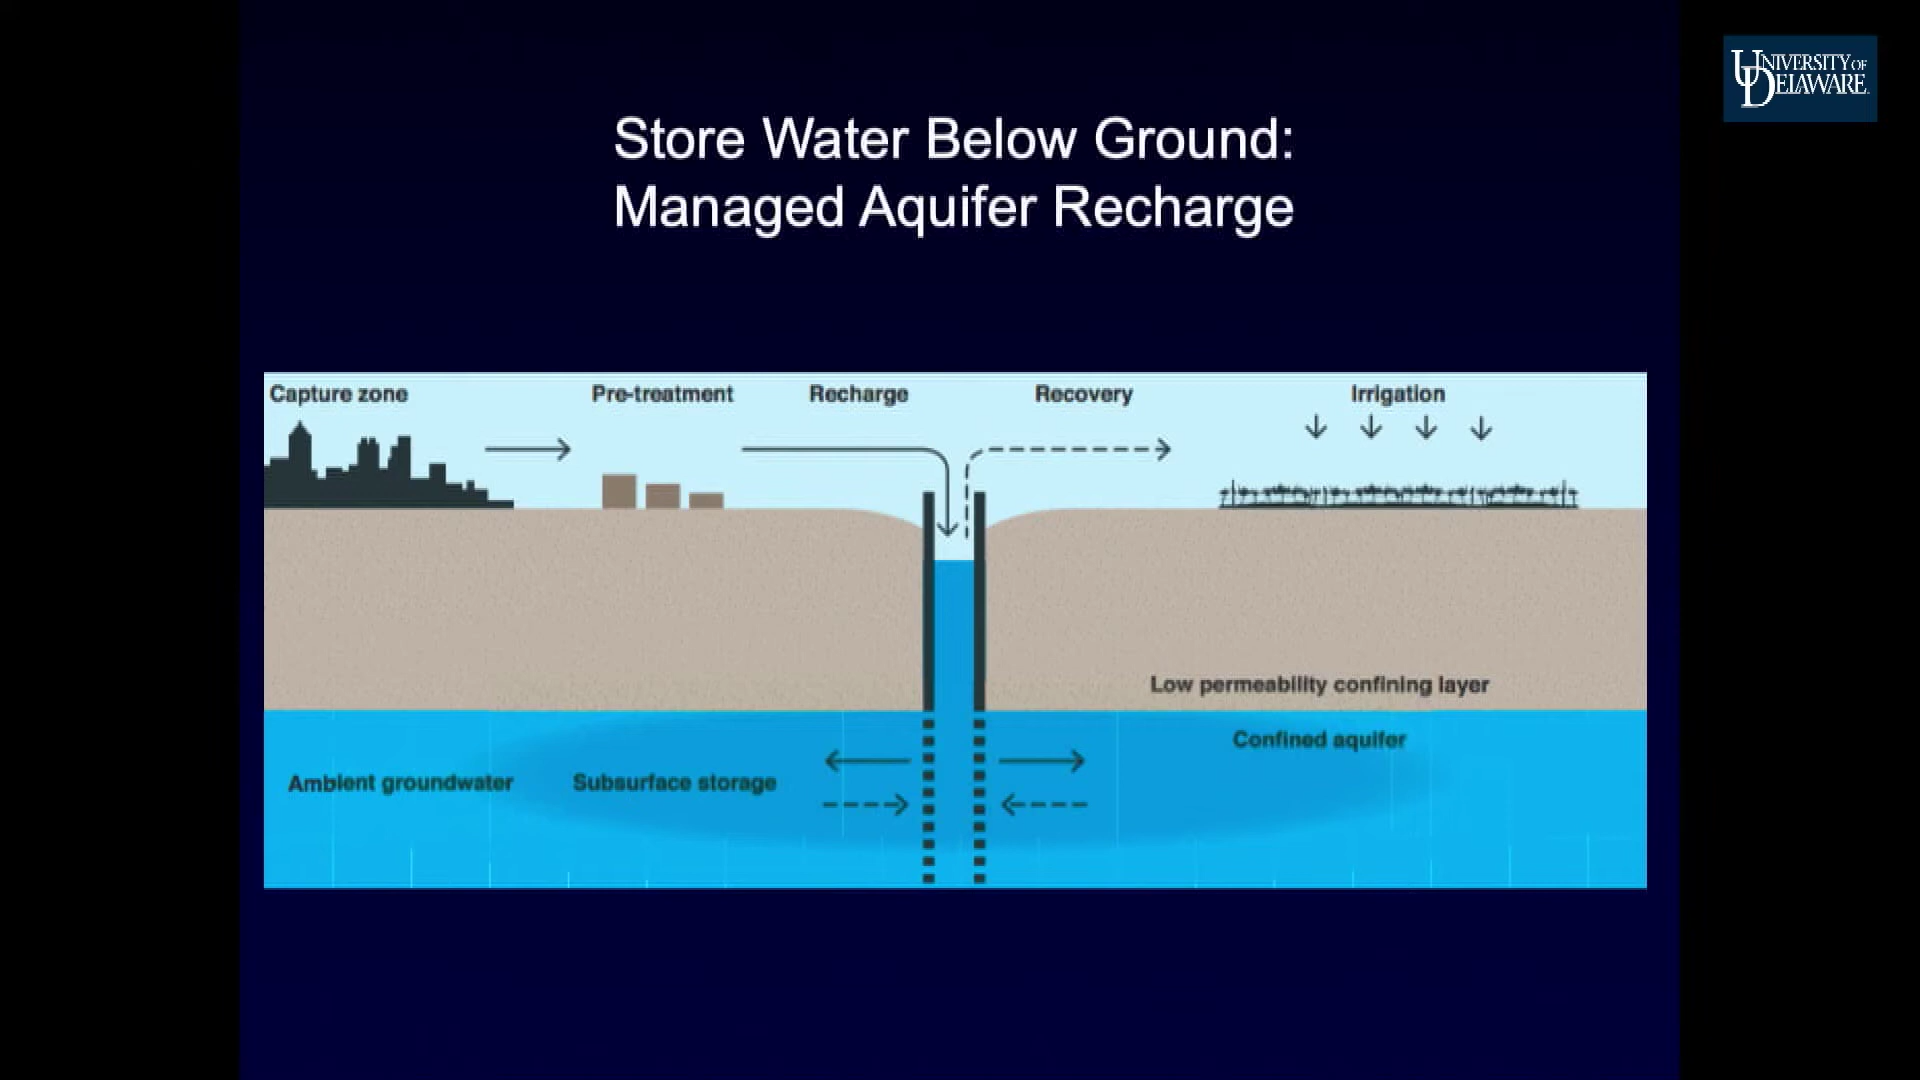 UNIVERSITY OF
DELAWARE
Store Water Below Ground:
Managed Aquifer Recharge
Capture zone
Pre-treatment
Recharge
Recovery
Irrigation
Low permeability confining layer
Confined aquifer
Ambient groundwater
Subsurface storage